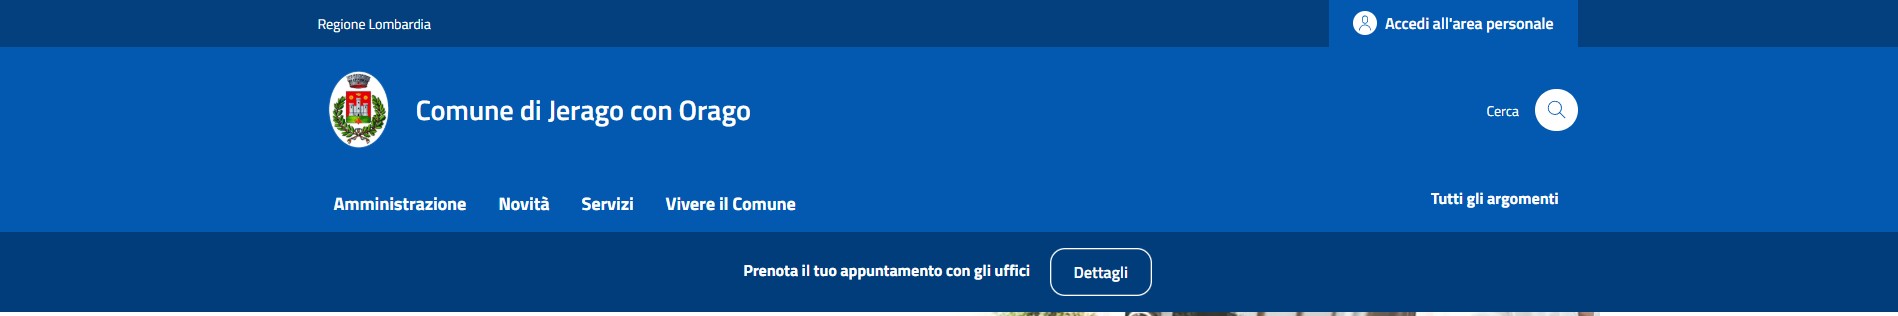 Regione Lombardia
Accedi all'area personale
Comune di Jerago con Orago
Cerca
Amministrazione Novità Servizi Vivere il Comune
Tutti gli argomenti
Prenota il tuo appuntamento con gli uffici
Dettagli